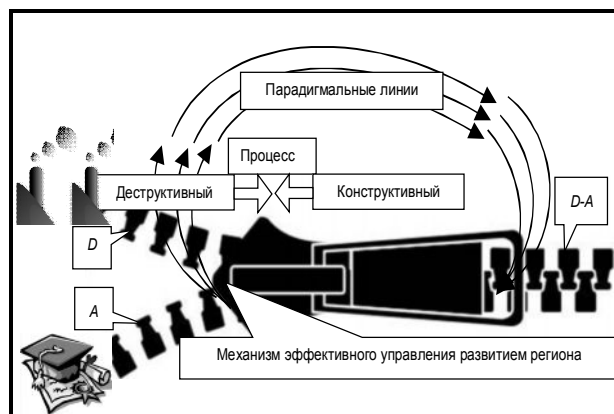 Парадигмальные линии
Процесс
Деструктивный
Конструктивный
D-A
D
A
Механизм эффективного управления развитием региона